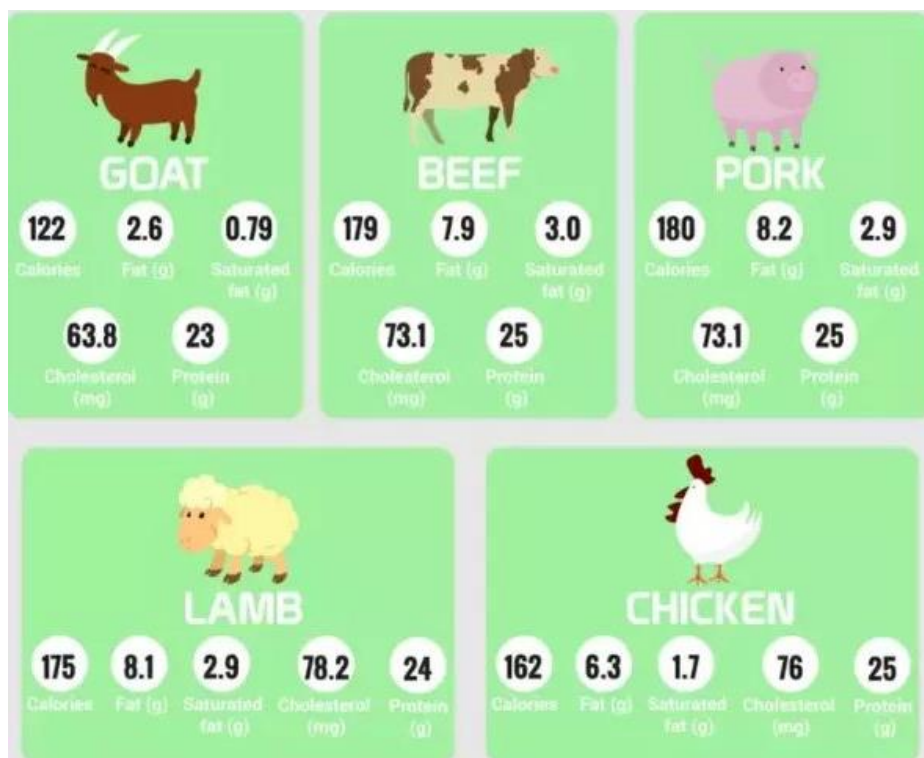 GOAT
122 2.6 0.79
Calories Fat (g) Saturated
fat (g)
63.8 23
Cholesterol Protein
(mg) (g)
BEEF
179 7.9 3.0
Calories Fat (g) Saturated
fat (g)
73.1 25
Cholesterol Protein
(mg) (g)
PORK
180 8.2 2.9
Calories Fat (g) Saturated
fat (g)
73.1 25
Cholesterol Protein
(mg) (g)
LAMB
175 8.1 2.9 78.2 24
Calories Fat (g) Saturated Cholesterol Protein
fat (g) (mg) (g)
CHICKEN
162 6.3 1.7 76 25
Calories Fat (g) Saturated Cholesterol Protein
fat (g) (mg) (g)